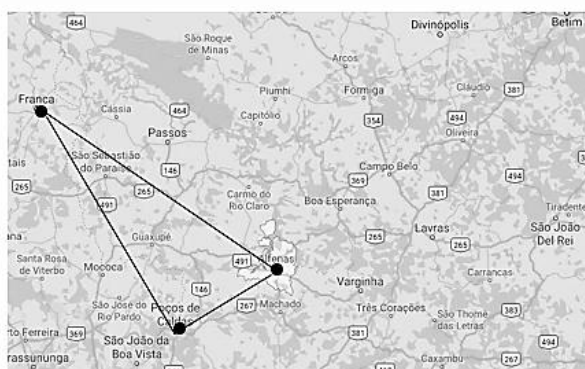 464
Divinópolis
Betim
São Roque
de Minas
Arcos
Franca
Cássia
464
Piumhi
Formiga
Cláudio
381
Capitólio
354
494
Oliveira
Passos
São Sebastião
do Paraíso
146
369
Campo Belo
494
265
265
Carmo do
Rio Claro
Boa Esperança
381
Tiradente
491
Lavras
São João
Del Rei
Guaxupé
265
265
Santa Rosa
de Viterbo
Mococa
491
Alfenas
Carrancas
146
Varginha
São José do
Rio Pardo
Poços de
Caldas
267
Machado
Três Corações
383
São Thomé
das Letras
rto Ferreira
369
São João da
Boa Vista
381
494
rassununga
Caxambu
267